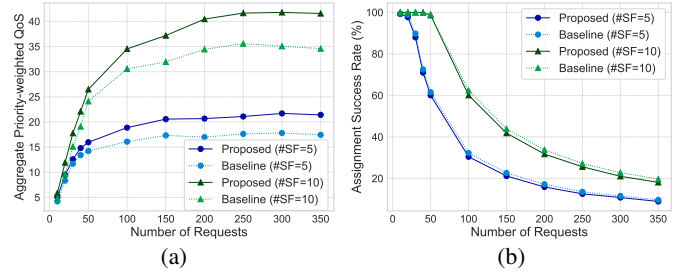 Aggregate Priority-weighted QoS
40
35
30
25
20
15
10
5
0 50 100 150 200 250 300 350
Number of Requests
Proposed (#SF=5)
Baseline (#SF=5)
Proposed (#SF=10)
Baseline (#SF=10)
(a)
Assignment Success Rate (%)
100
80
60
40
20
0 50 100 150 200 250 300 350
Number of Requests
Proposed (#SF=5)
Baseline (#SF=5)
Proposed (#SF=10)
Baseline (#SF=10)
(b)